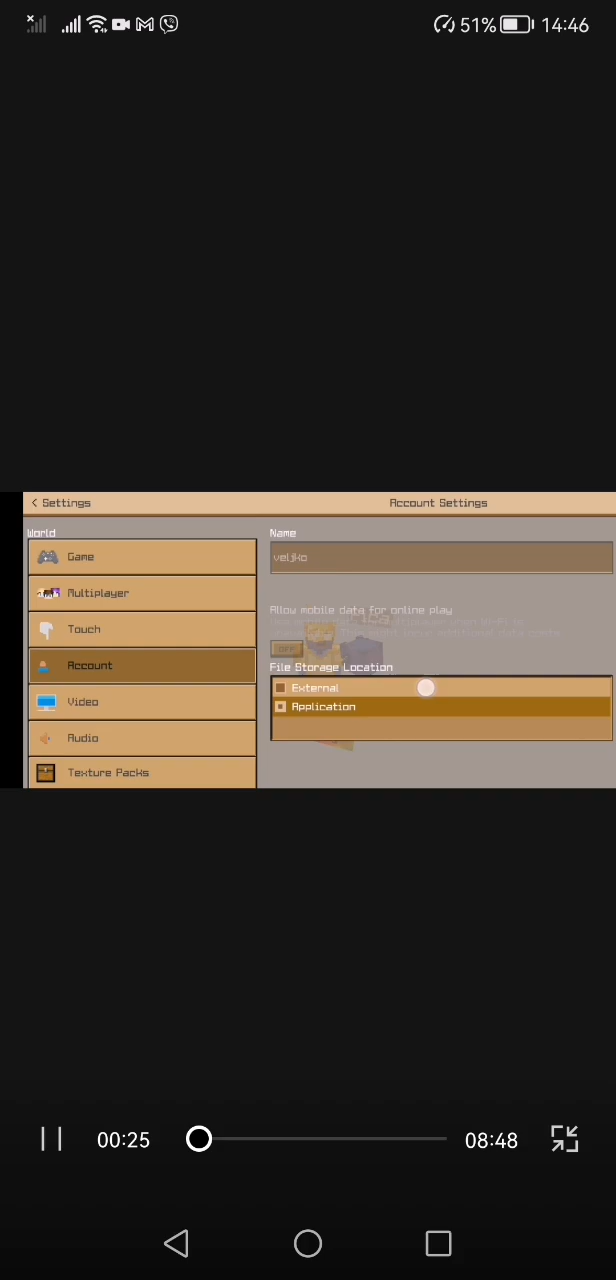 51% 14:46
< Settings
Account Settings
World
Game
Multiplayer
Touch
Account
Video
Audio
Texture Packs
Name
veljko
Allow mobile data for online play
OFF
File Storage Location
External
Application
00:25 08:48